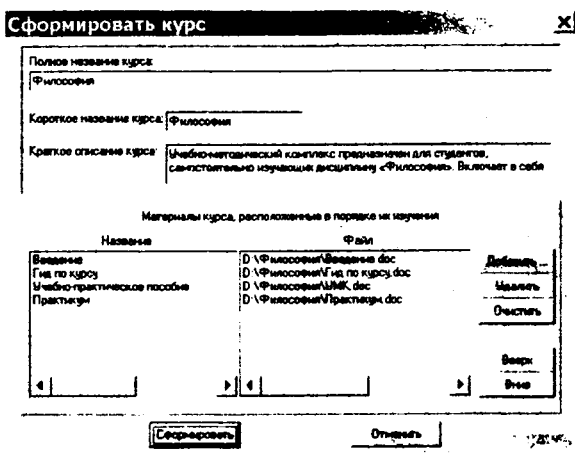 Сформировать курс
Полное название курса:
Философия
Короткое название курса: Философия
Краткое описание курса: Учебно-методический комплекс предназначен для студентов,
самостоятельно изучающих дисциплину «Философия». Включает в себя
Материалы курса, расположенные в порядке их изучения
Название Файл
Введение D:\Философия\Введение.doc
Гид по курсу D:\Философия\Гид по курсу.doc
Учебно-практическое пособие D:\Философия\УМК.doc
Практикум D:\Философия\Практикум.doc
Добавить ...
Удалить
Очистить
Вверх
Вниз
Сформировать Отменить